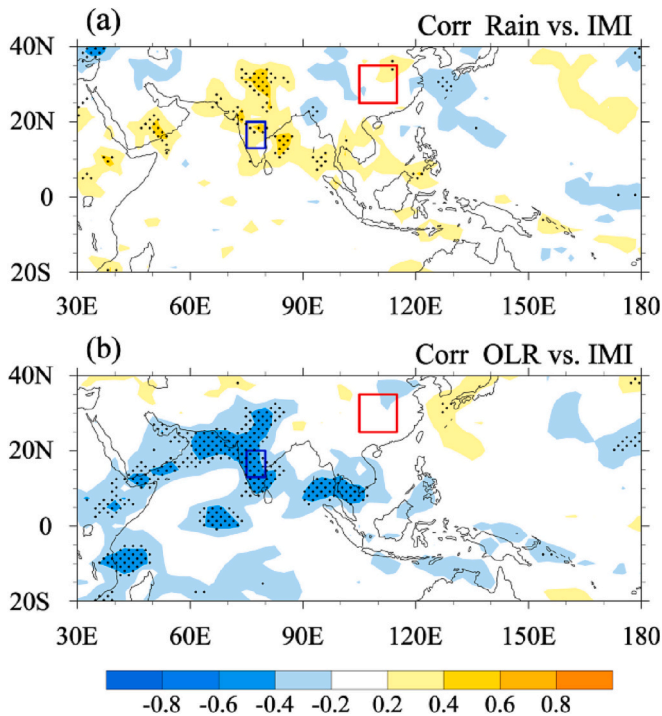 (a) Corr Rain vs. IMI
40N
20N
0
20S
30E 60E 90E 120E 150E 180
(b) Corr OLR vs. IMI
40N
20N
0
20S
30E 60E 90E 120E 150E 180
-0.8 -0.6 -0.4 -0.2 0.2 0.4 0.6 0.8